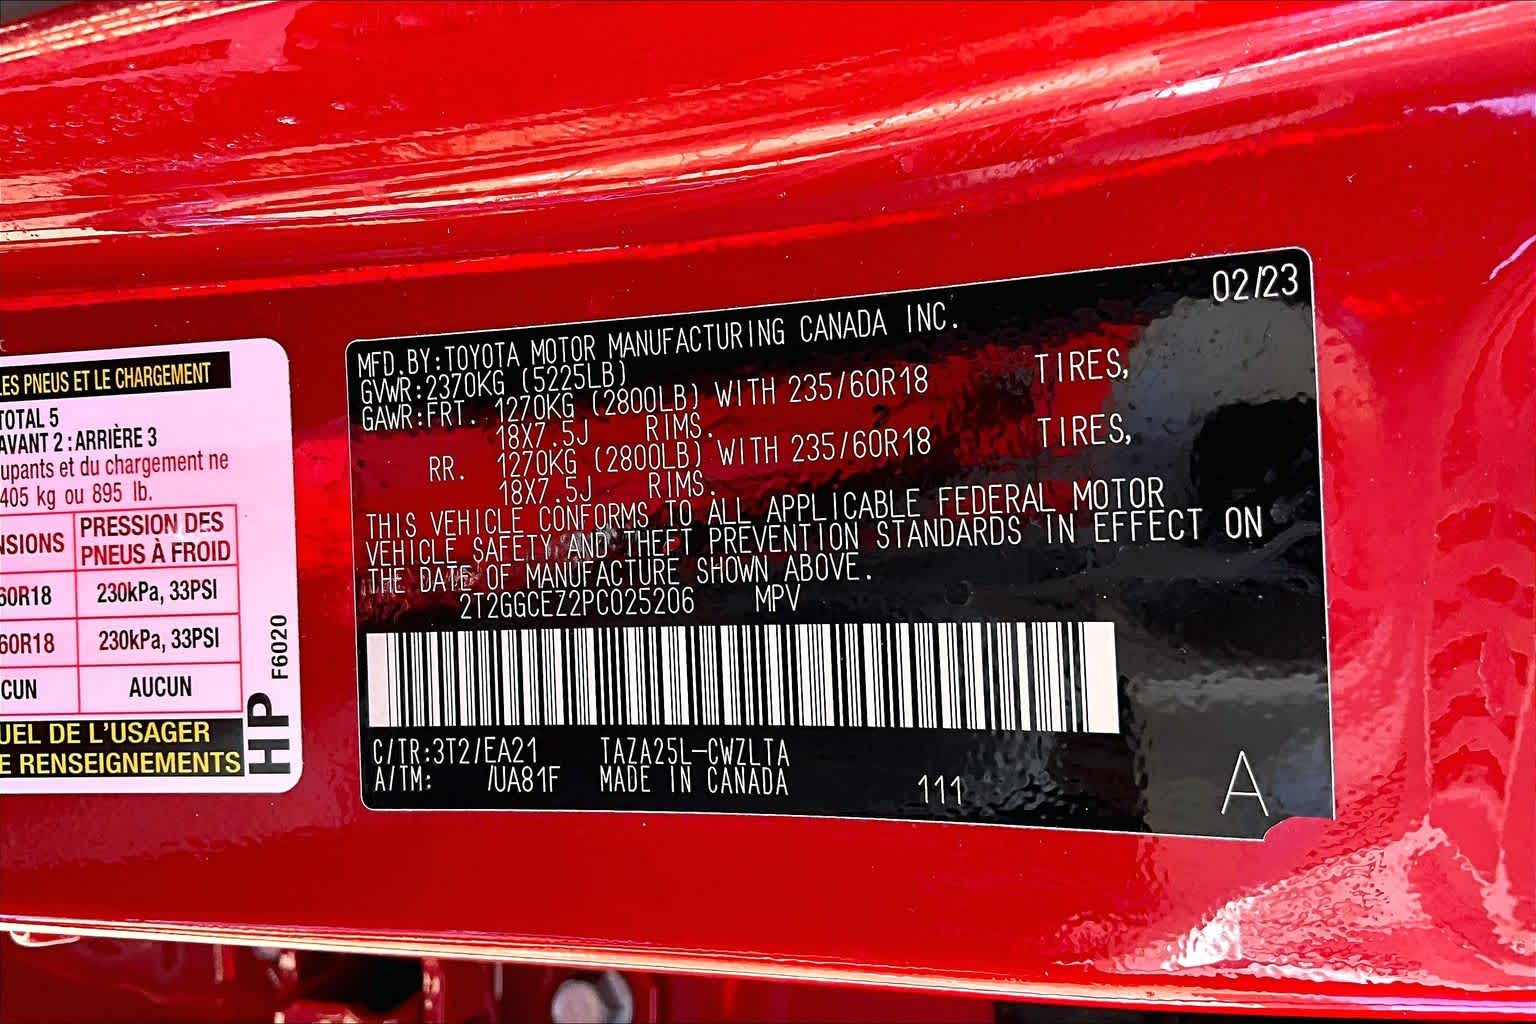 LES PNEUS ET LE CHARGEMENT
TOTAL 5
AVANT 2 : ARRIÈRE 3
upants et du chargement ne
405 kg ou 895 lb.
NSIONS PRESSION DES
PNEUS À FROID
60R18 230kPa, 33PSI
60R18 230kPa, 33PSI
CUN AUCUN
UEL DE L'USAGER
E RENSEIGNEMENTS
HP F6020
02/23
MFD.BY:TOYOTA MOTOR MANUFACTURING CANADA INC.
GVWR:2370KG (5225LB)
GAWR:FRT. 1270KG (2800LB) WITH 235/60R18 TIRES,
18X7.5J RIMS.
RR. 1270KG (2800LB) WITH 235/60R18 TIRES,
18X7.5J RIMS.
THIS VEHICLE CONFORMS TO ALL APPLICABLE FEDERAL MOTOR
VEHICLE SAFETY AND THEFT PREVENTION STANDARDS IN EFFECT ON
THE DATE OF MANUFACTURE SHOWN ABOVE.
2T2GGCEZ2PC025206 MPV
C/TR:3T2/EA21 TAZA25L-CWZLTA
A/TM: /UA81F MADE IN CANADA 111 A